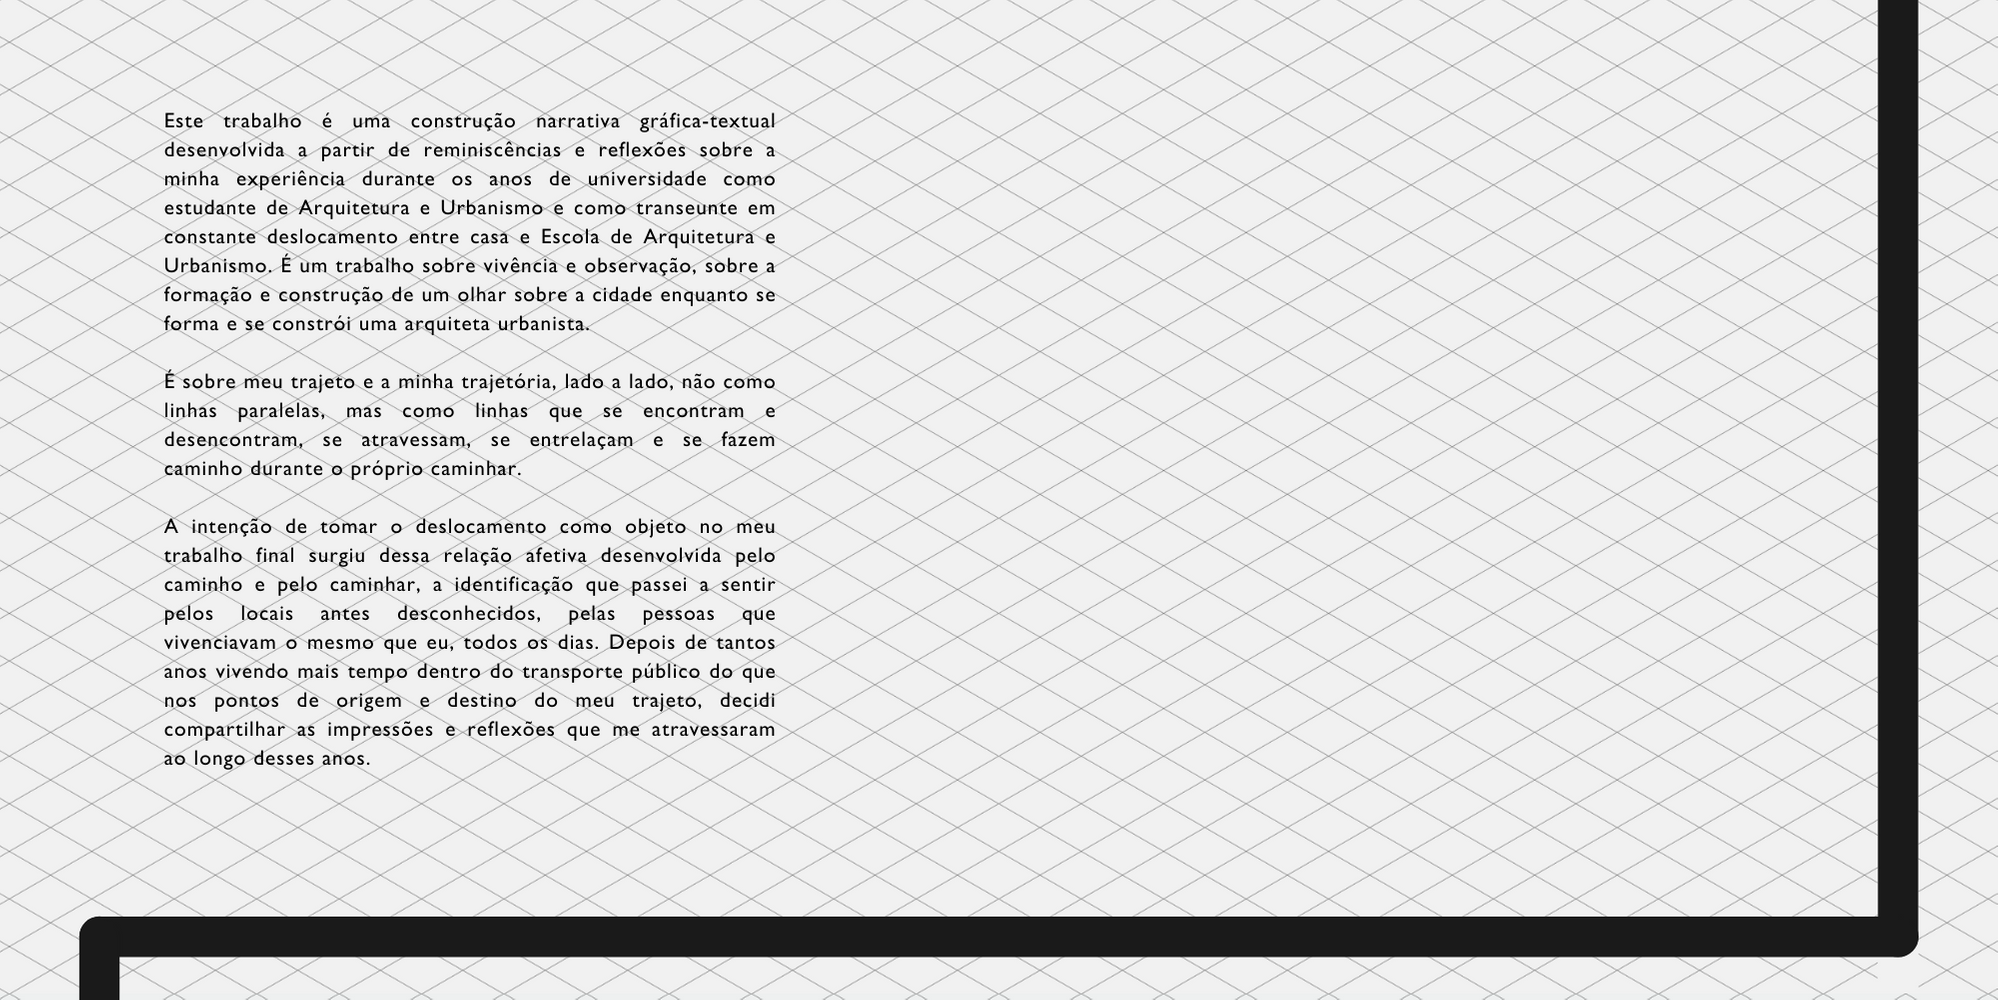 Este trabalho é uma construção narrativa gráfica-textual
desenvolvida a partir de reminiscências e reflexões sobre a
minha experiência durante os anos de universidade como
estudante de Arquitetura e Urbanismo e como transeunte em
constante deslocamento entre casa e Escola de Arquitetura e
Urbanismo. É um trabalho sobre vivência e observação, sobre a
formação e construção de um olhar sobre a cidade enquanto se
forma e se constrói uma arquiteta urbanista.
É sobre meu trajeto e a minha trajetória, lado a lado, não como
linhas paralelas, mas como linhas que se encontram e
desencontram, se atravessam, se entrelaçam e se fazem
caminho durante o próprio caminhar.
A intenção de tomar o deslocamento como objeto no meu
trabalho final surgiu dessa relação afetiva desenvolvida pelo
caminho e pelo caminhar, a identificação que passei a sentir
pelos locais antes desconhecidos, pelas pessoas que
vivenciavam o mesmo que eu, todos os dias. Depois de tantos
anos vivendo mais tempo dentro do transporte público do que
nos pontos de origem e destino do meu trajeto, decidi
compartilhar as impressões e reflexões que me atravessaram
ao longo desses anos.